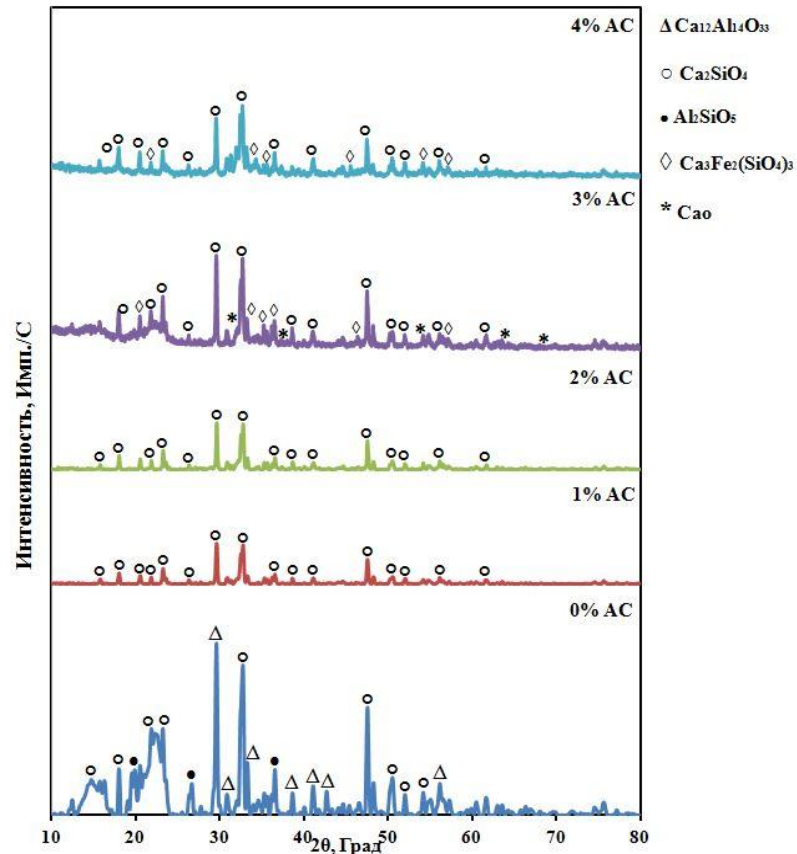 4% AC
3% AC
2% AC
1% AC
0% AC
Δ Ca₁₂Al₁₄O₃₃
○ Ca₂SiO₄
● Al₂SiO₅
◊ Ca₃Fe₂(SiO₄)₃
* Cao
Интенсивность, Имп./С
10 20 30 40 50 60 70 80
2θ, Град